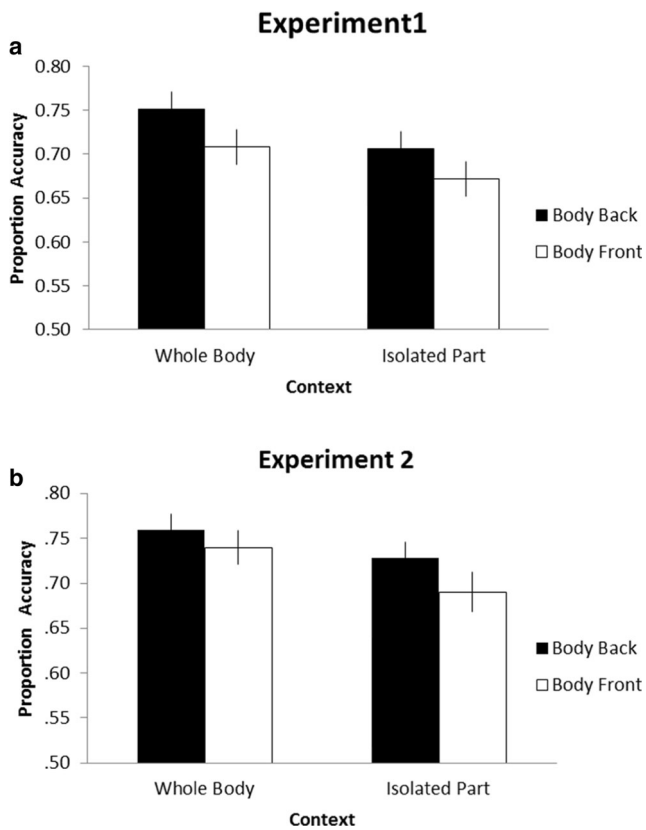 Experiment1
a
0.80
0.75
0.70
0.65
0.60
0.55
0.50
Proportion Accuracy
Body Back
Body Front
Whole Body
Isolated Part
Context
Experiment 2
b
.80
.75
.70
.65
.60
.55
.50
Proportion Accuracy
Body Back
Body Front
Whole Body
Isolated Part
Context